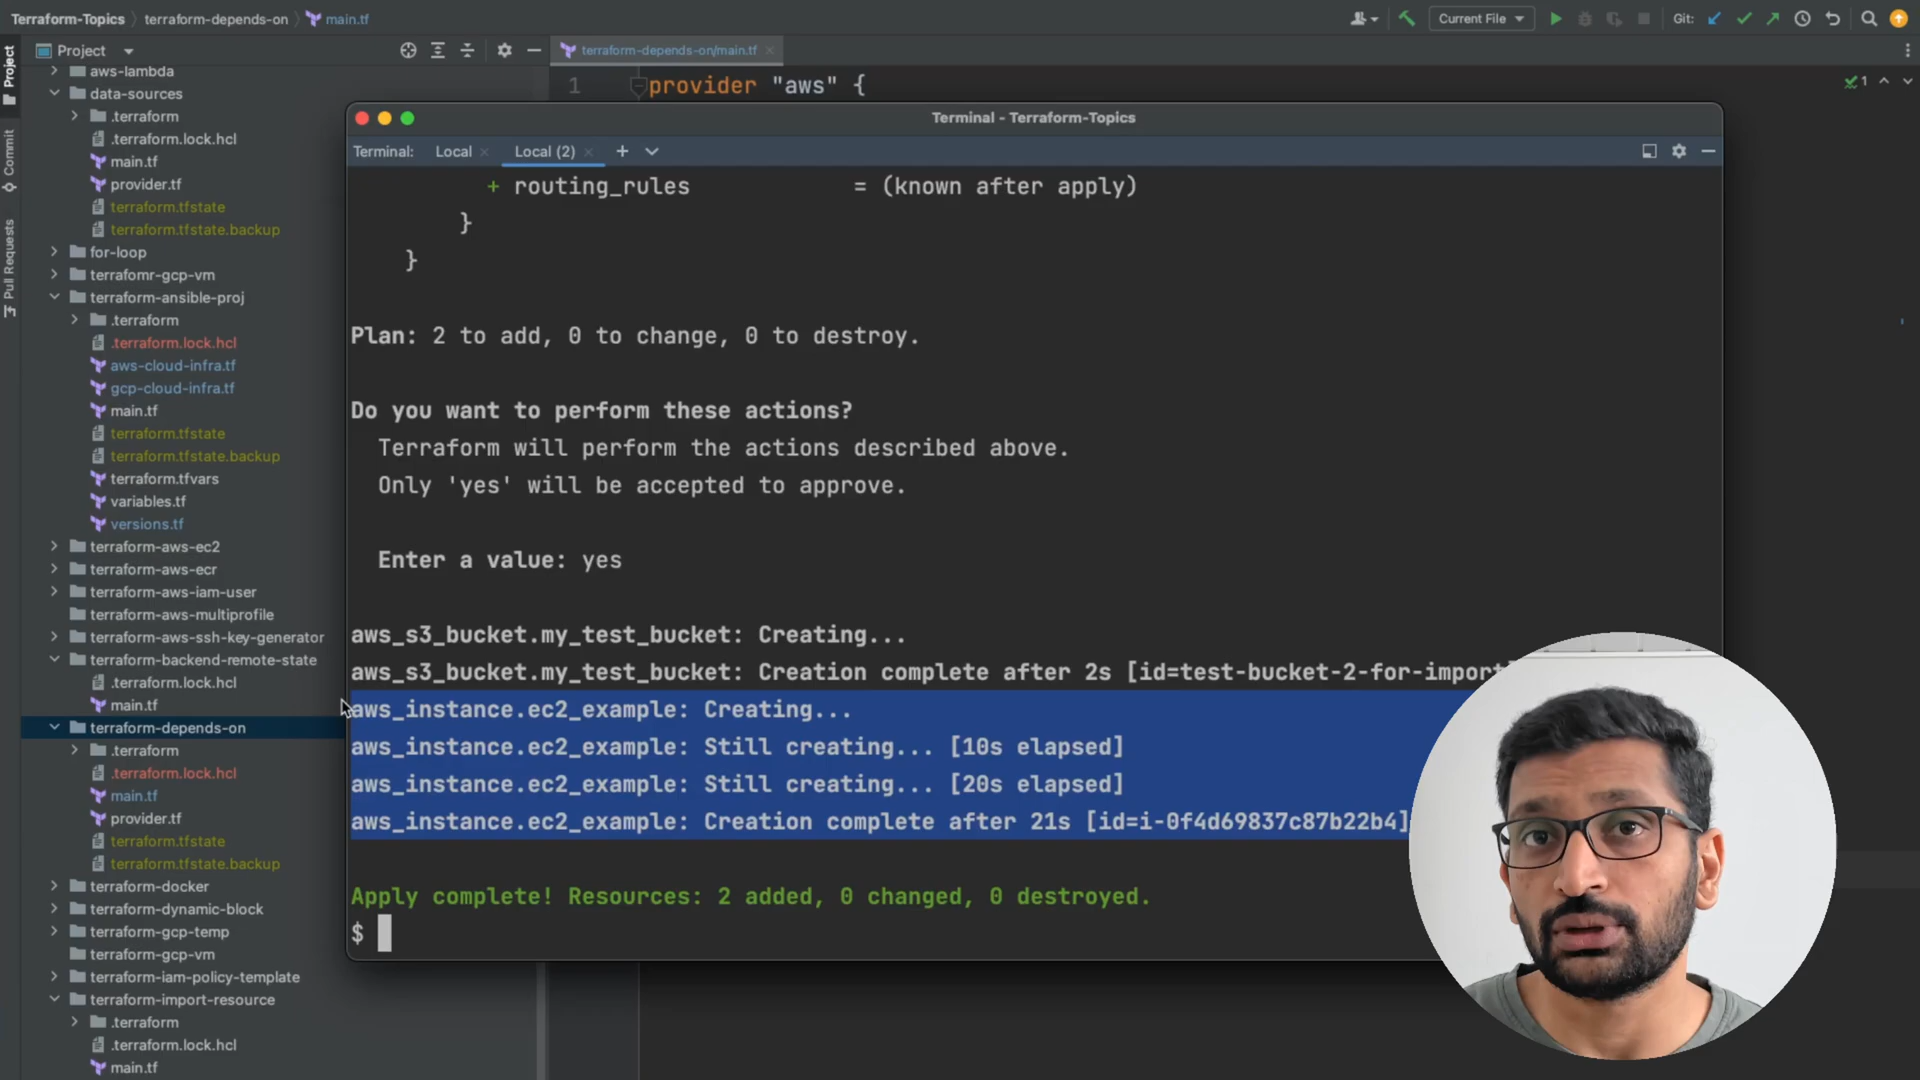 Terraform-Topics
terraform-depends-on
main.tf
Current File
Git:
Project
terraform-depends-on/main.tf
Project
Commit
Pull Requests
aws-lambda
data-sources
.terraform
.terraform.lock.hcl
main.tf
provider.tf
terraform.tfstate
terraform.tfstate.backup
for-loop
terrafomr-gcp-vm
terraform-ansible-proj
.terraform
.terraform.lock.hcl
aws-cloud-infra.tf
gcp-cloud-infra.tf
main.tf
terraform.tfstate
terraform.tfstate.backup
terraform.tfvars
variables.tf
versions.tf
terraform-aws-ec2
terraform-aws-ecr
terraform-aws-iam-user
terraform-aws-multiprofile
terraform-aws-ssh-key-generator
terraform-backend-remote-state
.terraform.lock.hcl
main.tf
terraform-depends-on
.terraform
.terraform.lock.hcl
main.tf
provider.tf
terraform.tfstate
terraform.tfstate.backup
terraform-docker
terraform-dynamic-block
terraform-gcp-temp
terraform-gcp-vm
terraform-iam-policy-template
terraform-import-resource
.terraform
.terraform.lock.hcl
main.tf
1 provider "aws" {
1
Terminal - Terraform-Topics
Terminal: Local Local (2)
+ routing_rules = (known after apply)
}
}
Plan: 2 to add, 0 to change, 0 to destroy.
Do you want to perform these actions?
Terraform will perform the actions described above.
Only 'yes' will be accepted to approve.
Enter a value: yes
aws_s3_bucket.my_test_bucket: Creating...
aws_s3_bucket.my_test_bucket: Creation complete after 2s [id=test-bucket-2-for-import
aws_instance.ec2_example: Creating...
aws_instance.ec2_example: Still creating... [10s elapsed]
aws_instance.ec2_example: Still creating... [20s elapsed]
aws_instance.ec2_example: Creation complete after 21s [id=i-0f4d69837c87b22b4]
Apply complete! Resources: 2 added, 0 changed, 0 destroyed.
$